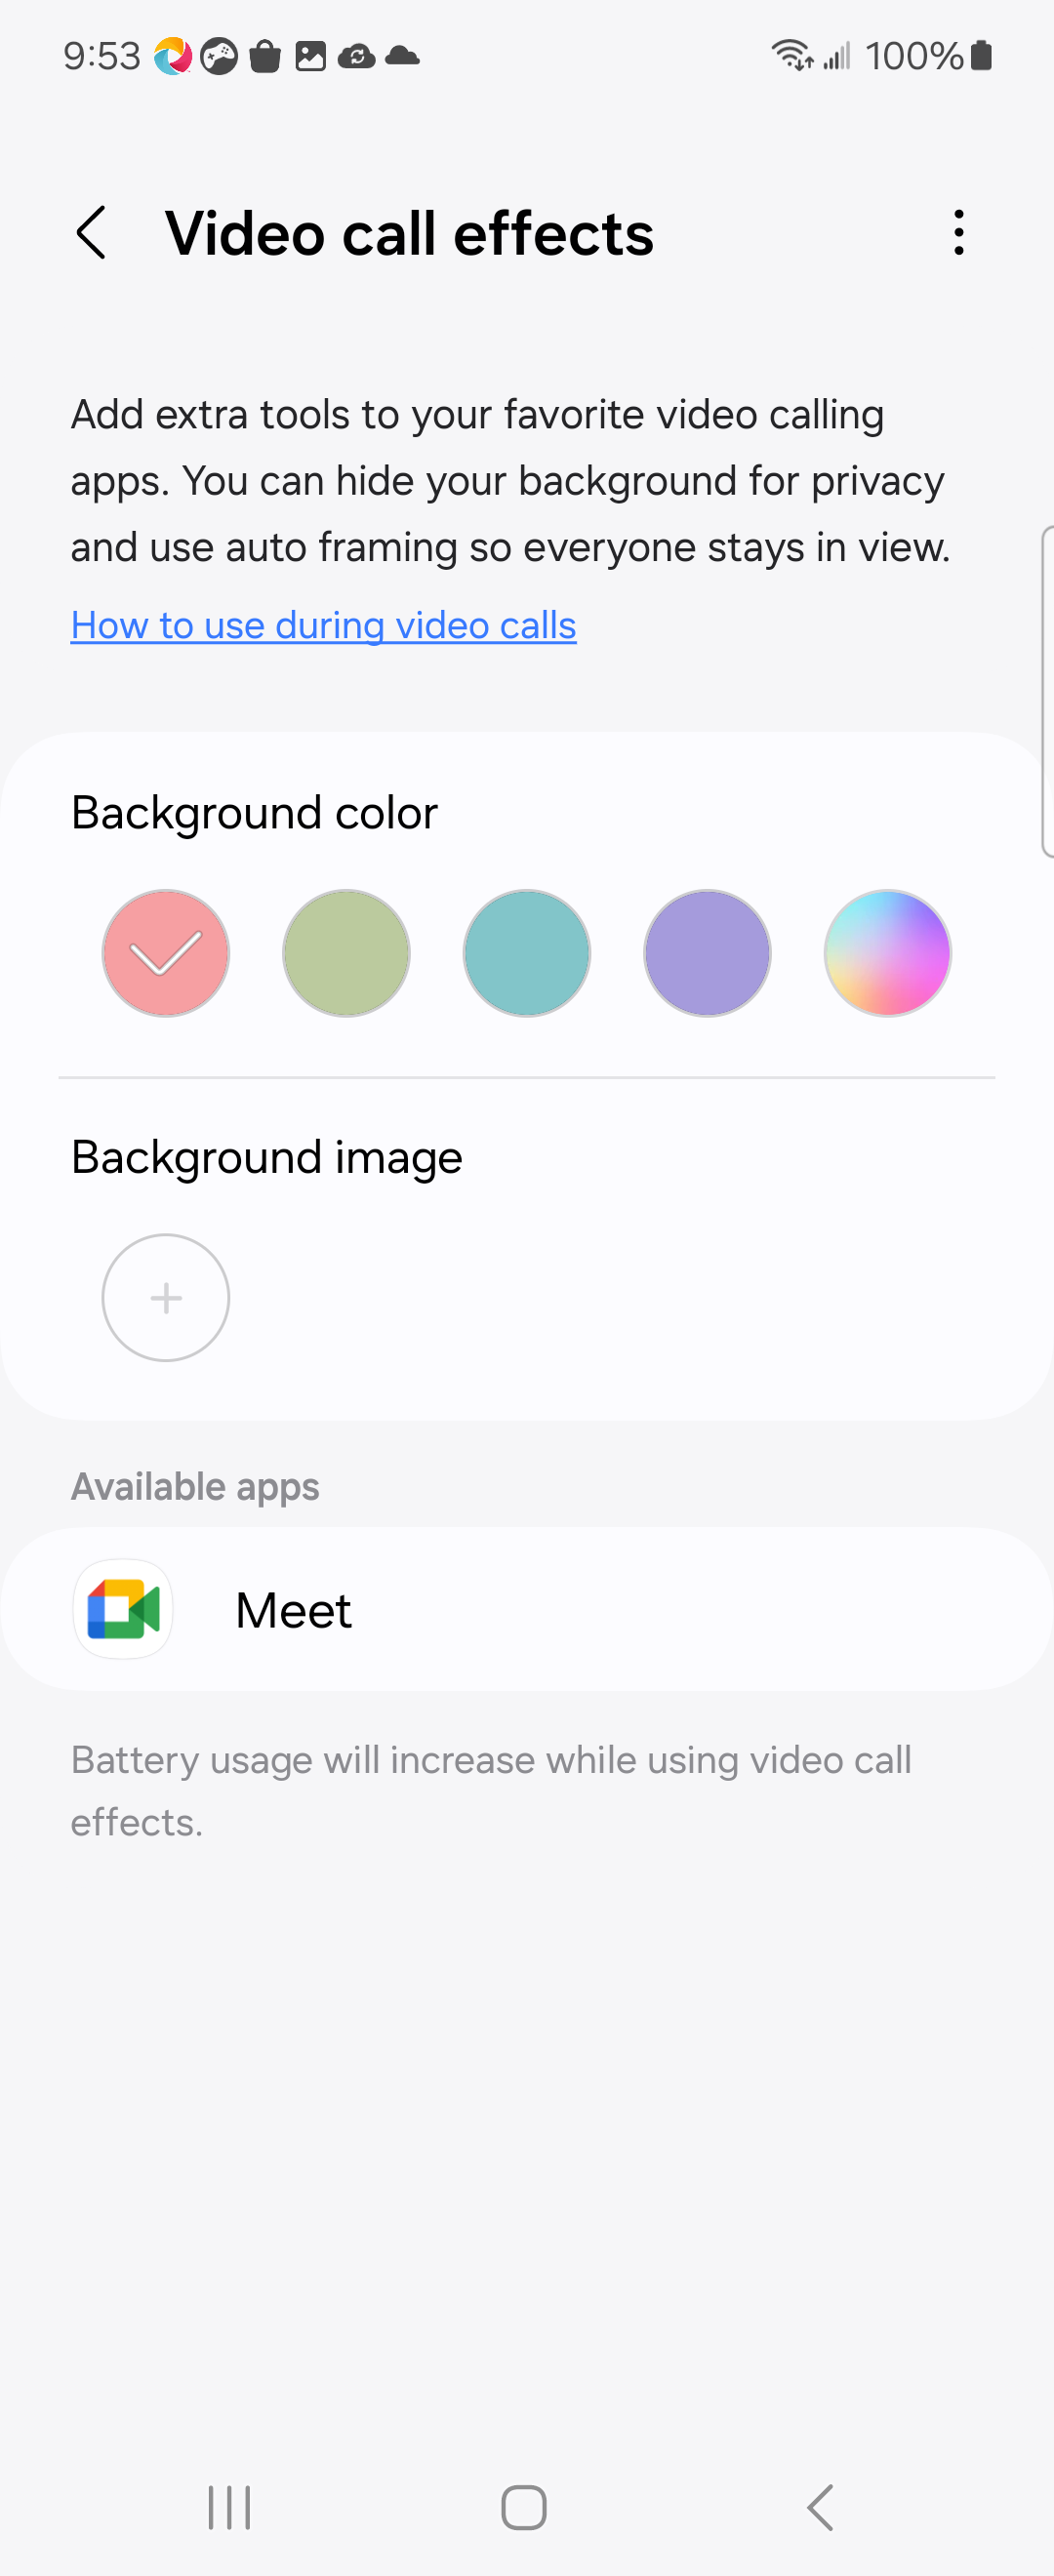 9:53 100%
Video call effects
Add extra tools to your favorite video calling
apps. You can hide your background for privacy
and use auto framing so everyone stays in view.
How to use during video calls
Background color
Background image
Available apps
Meet
Battery usage will increase while using video call
effects.